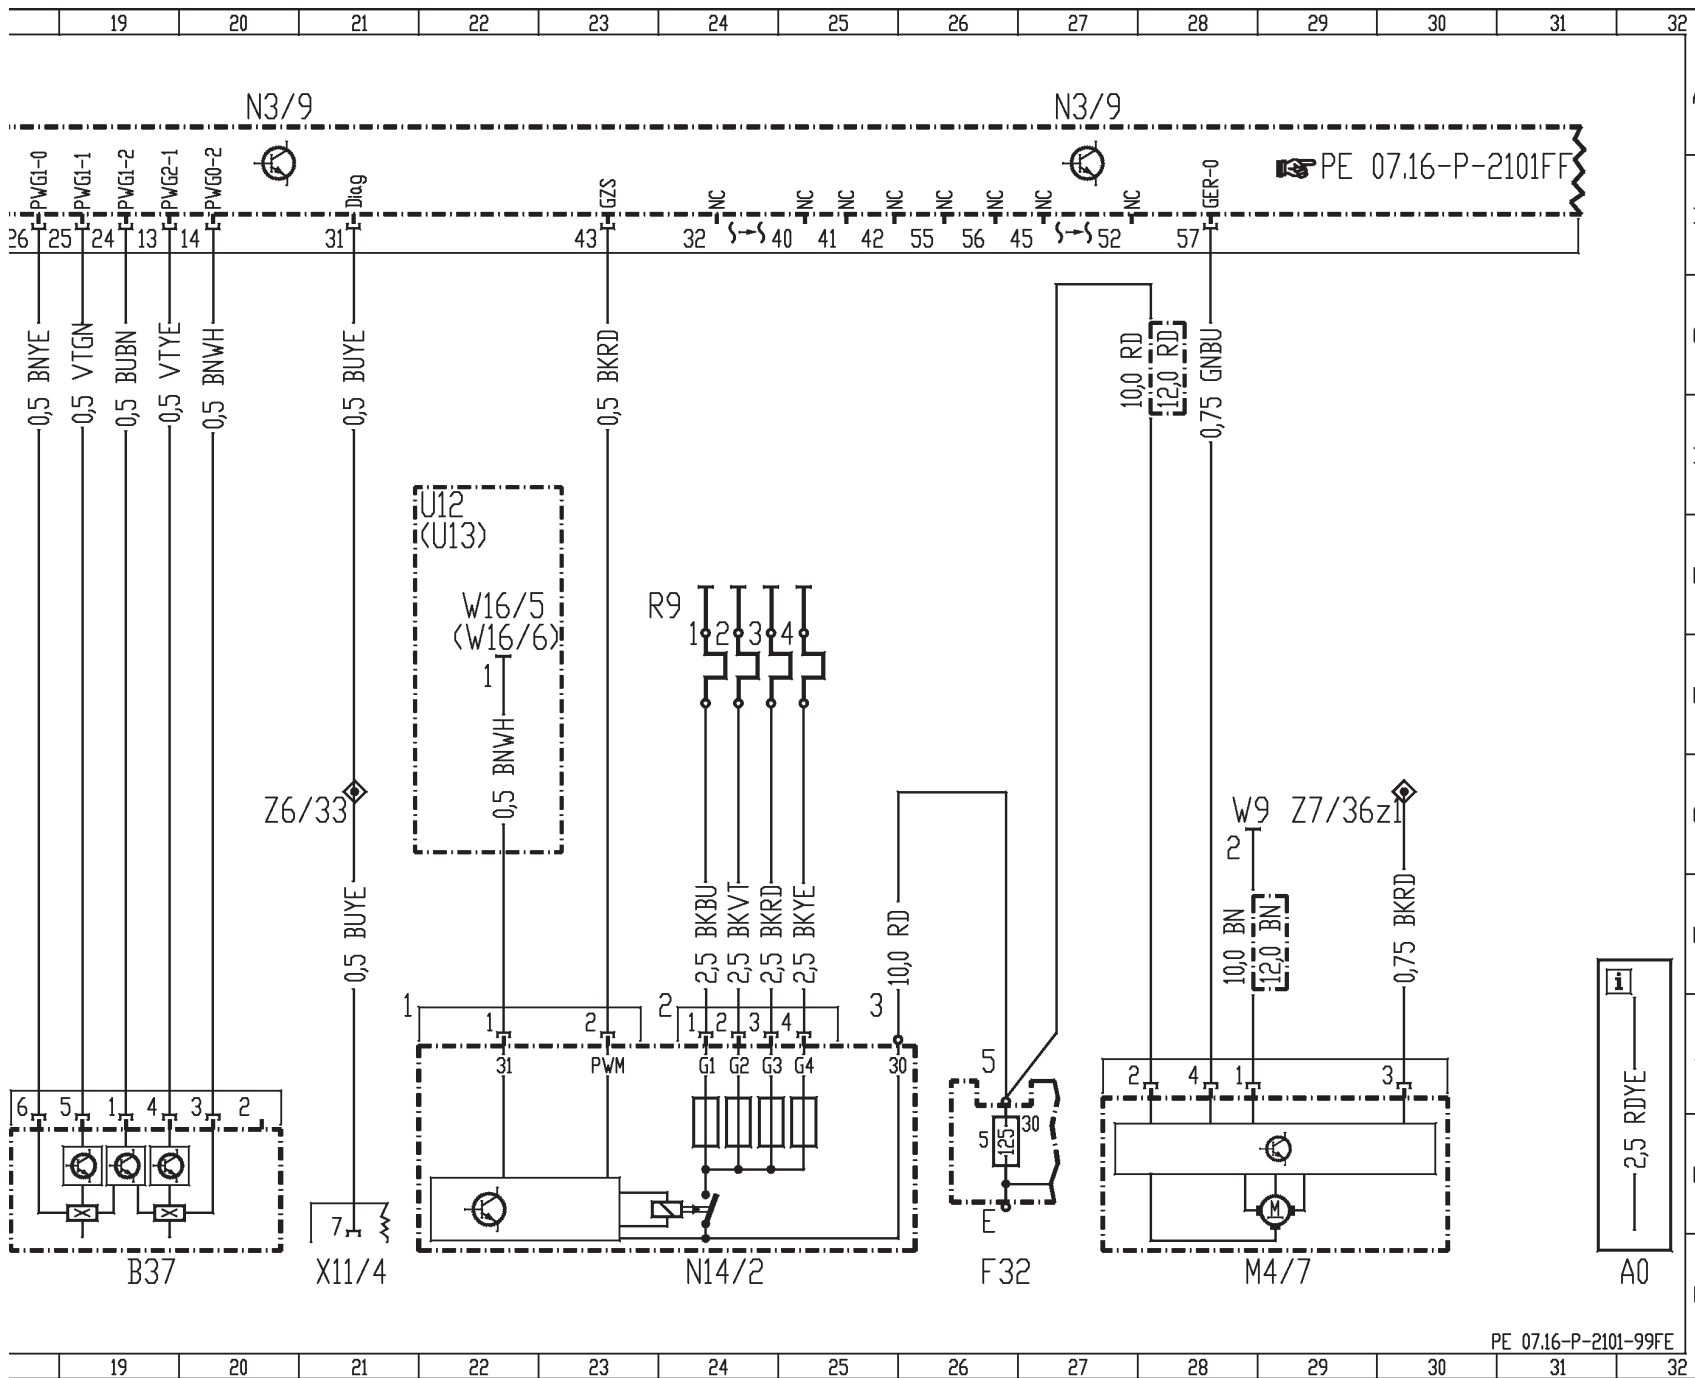 19 20 21 22 23 24 25 26 27 28 29 30 31 32
N3/9 N3/9
PWG1-0 PWG1-1 PWG1-2 PWG2-1 PWG0-2 Diag GZS NC NC NC NC NC NC NC NC GER-0 PE 07.16-P-2101FF
26 25 24 13 14 31 43 32 40 41 42 55 56 45 52 57
0,5 BNYE 0,5 VTGN 0,5 BUBN 0,5 VTYE 0,5 BNWH 0,5 BUYE 0,5 BKRD 10,0 RD 12,0 RD 0,75 GNBU
U12
(U13)
W16/5
(W16/6)
1
0,5 BNWH
R9
1 2 3 4
Z6/33
W9 Z7/36z1
2
0,5 BUYE 2,5 BKBU 2,5 BKVT 2,5 BKRD 2,5 BKYE 10,0 RD 10,0 BN 12,0 BN 0,75 BKRD
i
2,5 RDYE
1 2 3
1 2 1 2 3 4
31 PWM G1 G2 G3 G4 30
5
2 4 1 3
6 5 1 4 3 2
5 125 30
M
7
E
B37 X11/4 N14/2 F32 M4/7 A0
PE 07.16-P-2101-99FE
19 20 21 22 23 24 25 26 27 28 29 30 31 32